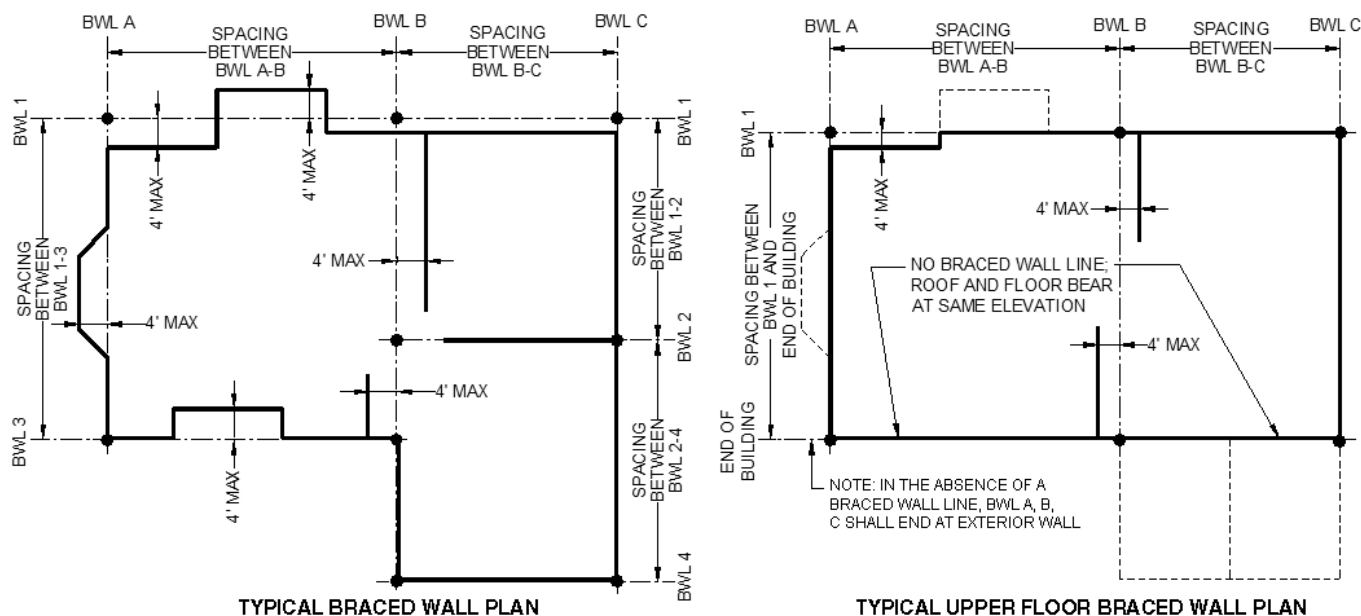 BWL A
BWL B
BWL C
SPACING
BETWEEN
BWL A-B
SPACING
BETWEEN
BWL B-C
BWL 1
BWL 1
4' MAX
4' MAX
SPACING
BETWEEN
BWL 1-3
SPACING
BETWEEN
BWL 1-2
4' MAX
4' MAX
BWL 2
4' MAX
BWL 3
4' MAX
SPACING
BETWEEN
BWL 2-4
BWL 4
TYPICAL BRACED WALL PLAN
BWL A
BWL B
BWL C
SPACING
BETWEEN
BWL A-B
SPACING
BETWEEN
BWL B-C
BWL 1
4' MAX
4' MAX
SPACING BETWEEN
BWL 1 AND
END OF BUILDING
NO BRACED WALL LINE;
ROOF AND FLOOR BEAR
AT SAME ELEVATION
4' MAX
END OF
BUILDING
NOTE: IN THE ABSENCE OF A
BRACED WALL LINE, BWL A, B,
C SHALL END AT EXTERIOR WALL
TYPICAL UPPER FLOOR BRACED WALL PLAN